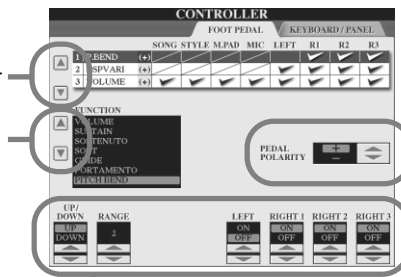 CONTROLLER
FOOT PEDAL KEYBOARD / PANEL
SONG STYLE M.PAD MIC LEFT R1 R2 R3
1 P.BEND (+)
2 SPVARI (+)
3 VOLUME (+)
FUNCTION
VOLUME
SUSTAIN
SOSTENUTO
SOFT
GLIDE
PORTAMENTO
PITCH BEND
PEDAL
POLARITY
+
−
UP/
DOWN RANGE LEFT RIGHT 1 RIGHT 2 RIGHT 3
UP 2 ON ON ON ON
DOWN OFF OFF OFF OFF